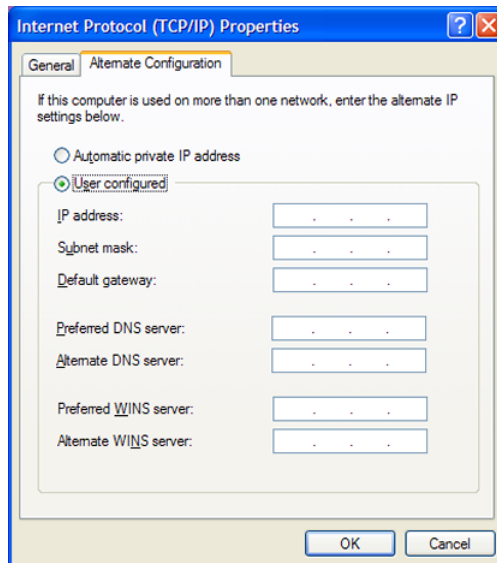 Internet Protocol (TCP/IP) Properties
General
Alternate Configuration
If this computer is used on more than one network, enter the alternate IP
settings below.
Automatic private IP address
User configured
IP address:
Subnet mask:
Default gateway:
Preferred DNS server:
Alternate DNS server:
Preferred WINS server:
Alternate WINS server:
OK
Cancel